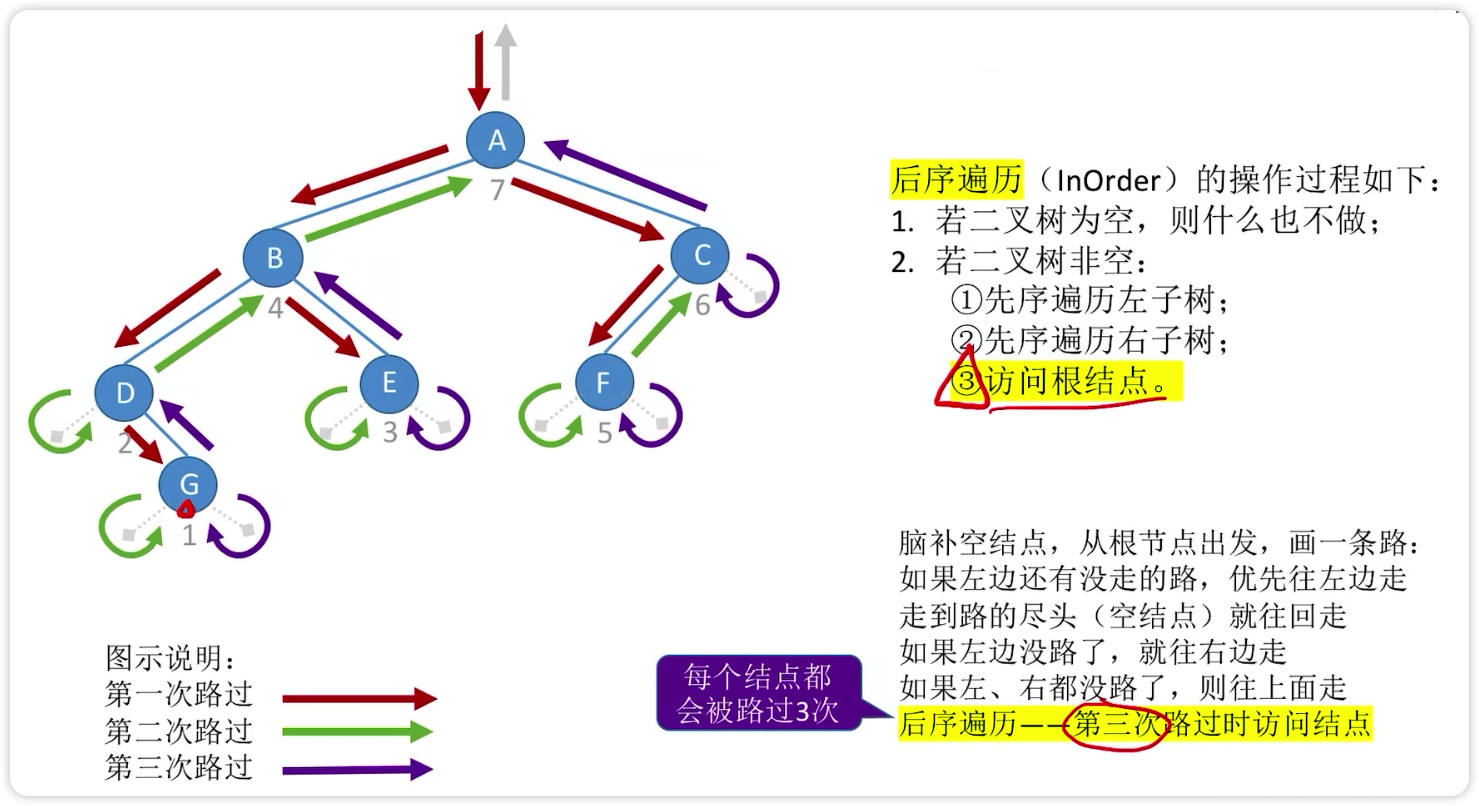 A
7
B
4
C
6
D
2
E
3
F
5
G
1
后序遍历（InOrder）的操作过程如下：
1. 若二叉树为空，则什么也不做；
2. 若二叉树非空：
①先序遍历左子树；
②先序遍历右子树；
③访问根结点。
脑补空结点，从根节点出发，画一条路：
如果左边还有没走的路，优先往左边走
走到路的尽头（空结点）就往回走
如果左边没路了，就往右边走
如果左、右都没路了，则往上面走
后序遍历——第三次路过时访问结点
每个结点都
会被路过3次
图示说明：
第一次路过
第二次路过
第三次路过